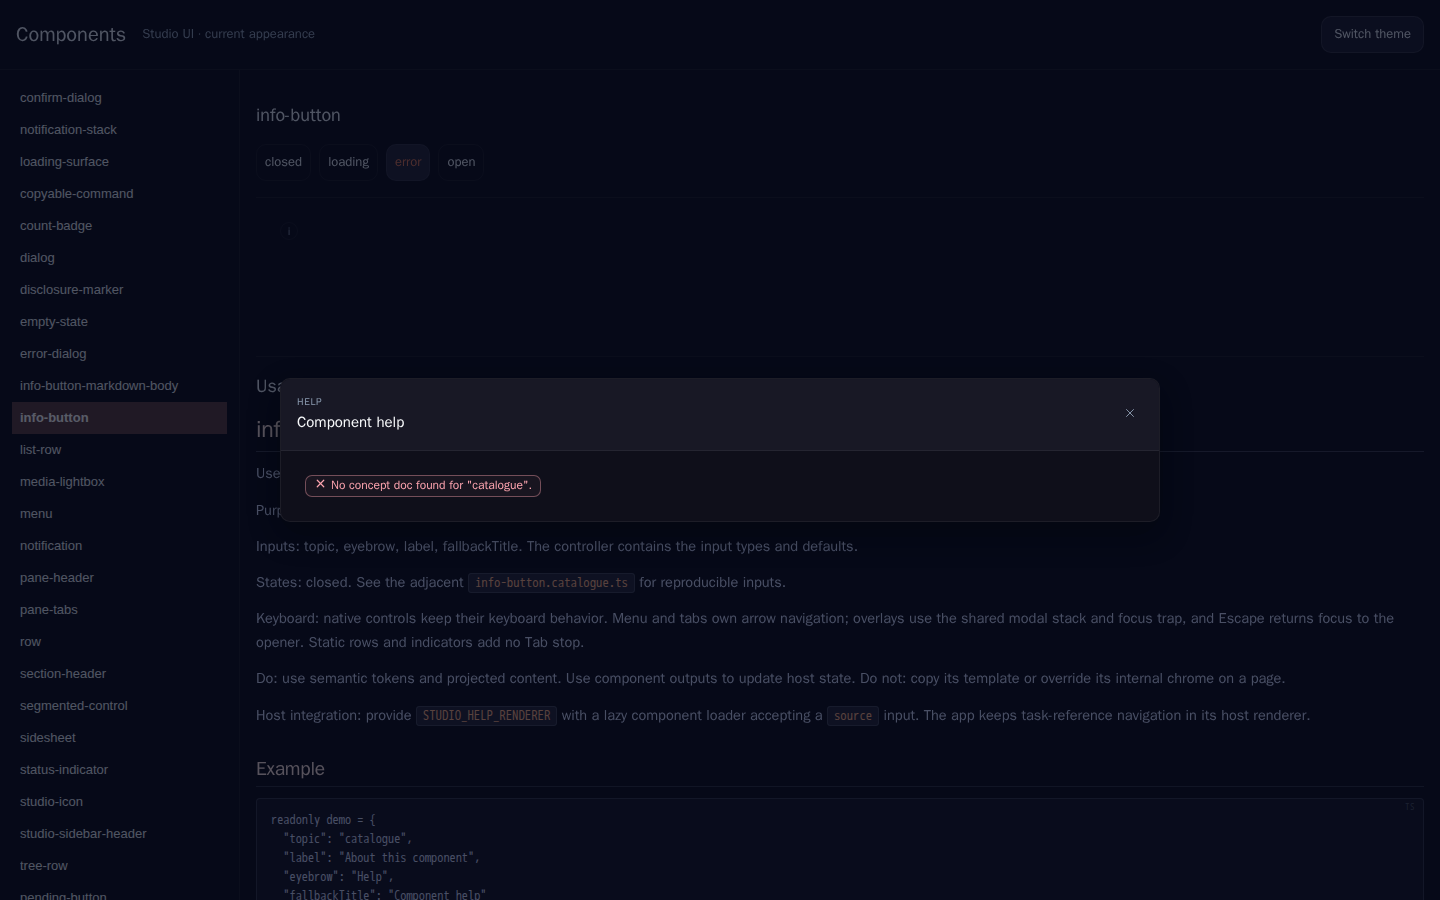 Components
Studio UI · current appearance
Switch theme
confirm-dialog
notification-stack
loading-surface
copyable-command
count-badge
dialog
disclosure-marker
empty-state
error-dialog
info-button-markdown-body
info-button
list-row
media-lightbox
menu
notification
pane-header
pane-tabs
row
section-header
segmented-control
sidesheet
status-indicator
studio-icon
studio-sidebar-header
tree-row
pending-button
info-button
closed
loading
error
open
i
Usa
inf
Use
Purp
HELP
Component help
No concept doc found for "catalogue".
Inputs: topic, eyebrow, label, fallbackTitle. The controller contains the input types and defaults.
States: closed. See the adjacent info-button.catalogue.ts for reproducible inputs.
Keyboard: native controls keep their keyboard behavior. Menu and tabs own arrow navigation; overlays use the shared modal stack and focus trap, and Escape returns focus to the
opener. Static rows and indicators add no Tab stop.
Do: use semantic tokens and projected content. Use component outputs to update host state. Do not: copy its template or override its internal chrome on a page.
Host integration: provide STUDIO_HELP_RENDERER with a lazy component loader accepting a source input. The app keeps task-reference navigation in its host renderer.
Example
TS
readonly demo = {
"topic": "catalogue",
"label": "About this component",
"eyebrow": "Help",
"fallbackTitle": "Component help"